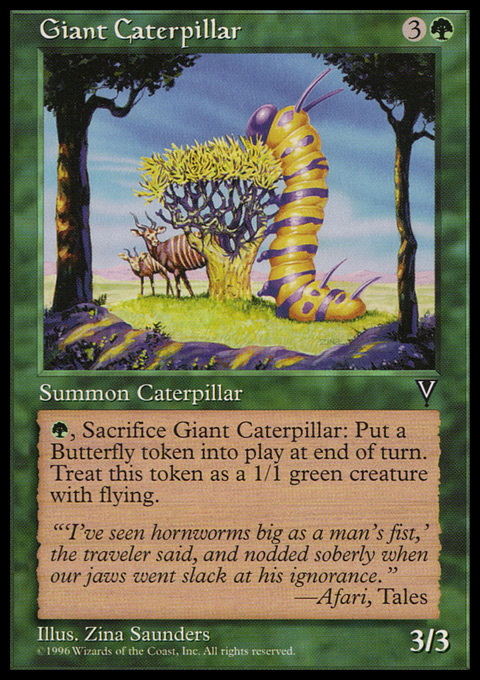 Giant Caterpillar 3
Summon Caterpillar V
, Sacrifice Giant Caterpillar: Put a
Butterfly token into play at end of turn.
Treat this token as a 1/1 green creature
with flying.
“‘I’ve seen hornworms big as a man’s fist,’
the traveler said, and nodded soberly when
our jaws went slack at his ignorance.”
—Afari, Tales
Illus. Zina Saunders
©1996 Wizards of the Coast, Inc. All rights reserved.
3/3